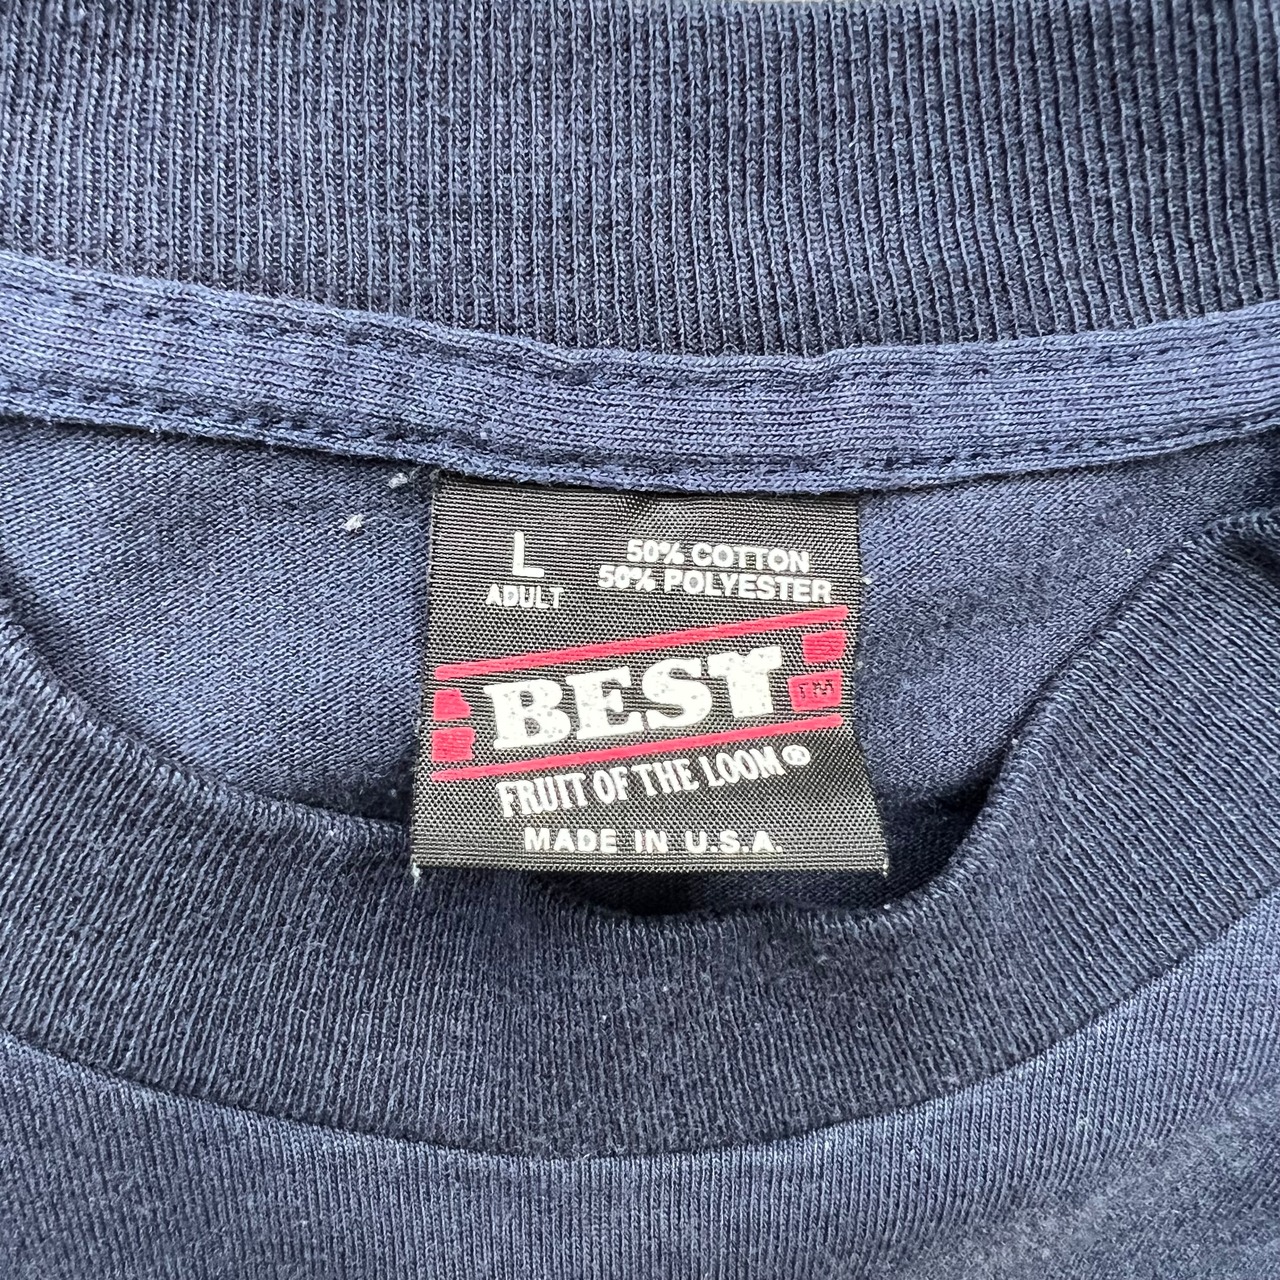 L
ADULT
50% COTTON
50% POLYESTER
BEST
TM
FRUIT OF THE LOOM®
MADE IN U.S.A.